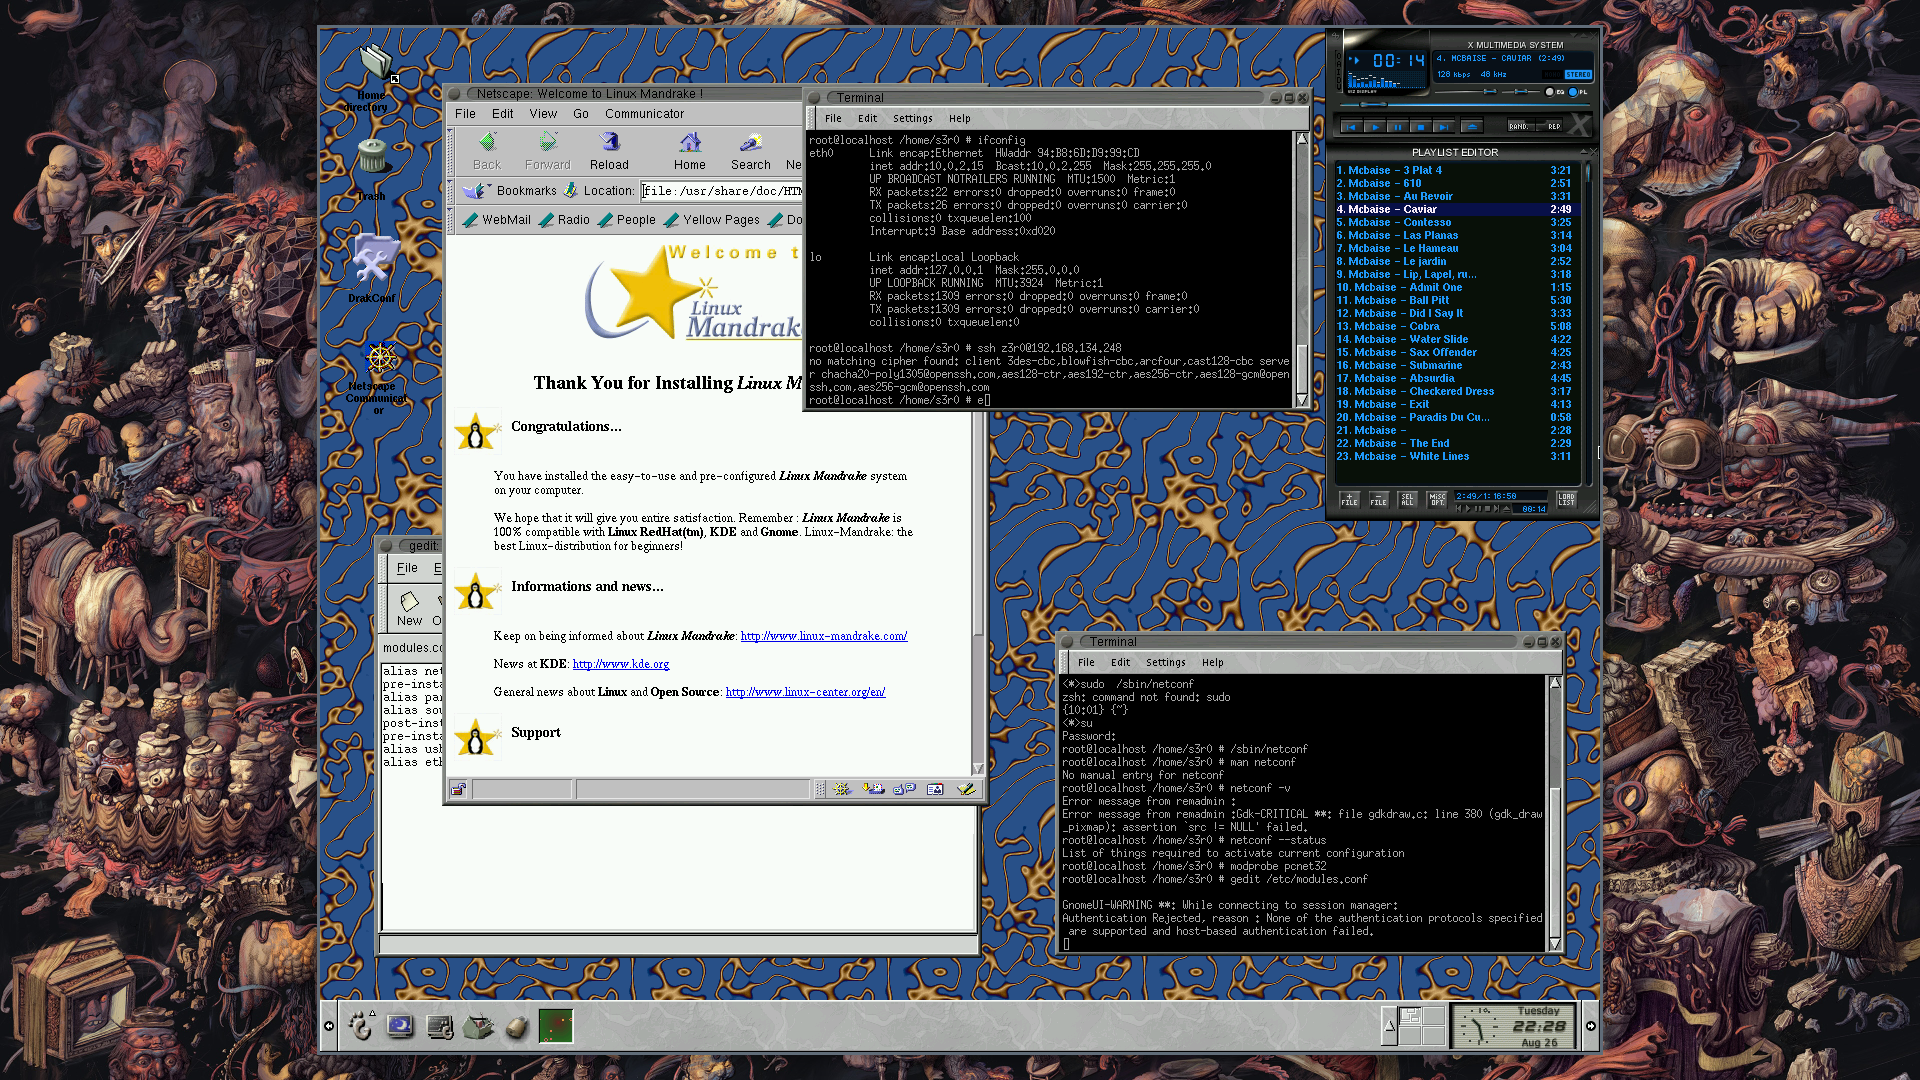 Home
directory
Trash
DrakConf
Netscape
Communicat
or
Netscape: Welcome to Linux Mandrake !
File Edit View Go Communicator
Back Forward Reload Home Search Ne
Bookmarks Location: file:/usr/share/doc/HTM
WebMail Radio People Yellow Pages Do
Welcome t
Linux
Mandrake
Thank You for Installing Linux M
Congratulations...
You have installed the easy-to-use and pre-configured Linux Mandrake system
on your computer.
We hope that it will give you entire satisfaction. Remember : Linux Mandrake is
100% compatible with Linux RedHat(tm), KDE and Gnome. Linux-Mandrake: the
best Linux-distribution for beginners!
Informations and news...
Keep on being informed about Linux Mandrake: http://www.linux-mandrake.com/
News at KDE: http://www.kde.org
General news about Linux and Open Source: http://www.linux-center.org/en/
Support
gedit:
File E
New O
modules.co
alias net
pre-insta
alias par
alias sou
post-inst
pre-insta
alias usb
alias eth
Terminal
File Edit Settings Help
root@localhost /home/s3r0 # ifconfig
eth0 Link encap:Ethernet HWaddr 94:B8:6D:D9:99:CD
inet addr:10.0.2.15 Bcast:10.0.2.255 Mask:255.255.255.0
UP BROADCAST NOTRAILERS RUNNING MTU:1500 Metric:1
RX packets:22 errors:0 dropped:0 overruns:0 frame:0
TX packets:26 errors:0 dropped:0 overruns:0 carrier:0
collisions:0 txqueuelen:100
Interrupt:9 Base address:0xd020
lo Link encap:Local Loopback
inet addr:127.0.0.1 Mask:255.0.0.0
UP LOOPBACK RUNNING MTU:3924 Metric:1
RX packets:1309 errors:0 dropped:0 overruns:0 frame:0
TX packets:1309 errors:0 dropped:0 overruns:0 carrier:0
collisions:0 txqueuelen:0
root@localhost /home/s3r0 # ssh z3r0@192.168.134.248
no matching cipher found: client 3des-cbc,blowfish-cbc,arcfour,cast128-cbc serve
r chacha20-poly1305@openssh.com,aes128-ctr,aes192-ctr,aes256-ctr,aes128-gcm@open
ssh.com,aes256-gcm@openssh.com
root@localhost /home/s3r0 # e
X MULTIMEDIA SYSTEM
00:14
4. MCBAISE - CAVIAR (2:49)
128 kbps 48 kHz STEREO
EQ PL
RAND. REP
PLAYLIST EDITOR
1. Mcbaise - 3 Plat 4 3:21
2. Mcbaise - 610 2:51
3. Mcbaise - Au Revoir 3:31
4. Mcbaise - Caviar 2:49
5. Mcbaise - Contesso 3:25
6. Mcbaise - Las Planas 3:14
7. Mcbaise - Le Hameau 3:04
8. Mcbaise - Le jardin 2:52
9. Mcbaise - Lip, Lapel, ru... 3:18
10. Mcbaise - Admit One 1:15
11. Mcbaise - Ball Pitt 5:30
12. Mcbaise - Did I Say It 3:33
13. Mcbaise - Cobra 5:08
14. Mcbaise - Water Slide 4:22
15. Mcbaise - Sax Offender 4:25
16. Mcbaise - Submarine 2:43
17. Mcbaise - Absurdia 4:45
18. Mcbaise - Checkered Dress 3:17
19. Mcbaise - Exit 4:13
20. Mcbaise - Paradis Du Cu... 0:58
21. Mcbaise - 2:28
22. Mcbaise - The End 2:29
23. Mcbaise - White Lines 3:11
+ FILE - FILE SEL ALL MISC OPT. 2:49/1:16:50 LOAD LIST
00:14
Terminal
File Edit Settings Help
<*>sudo /sbin/netconf
zsh: command not found: sudo
{10:01} {~}
<*>su
Password:
root@localhost /home/s3r0 # /sbin/netconf
root@localhost /home/s3r0 # man netconf
No manual entry for netconf
root@localhost /home/s3r0 # netconf -v
Error message from remadmin :
Error message from remadmin :Gdk-CRITICAL **: file gdkdraw.c: line 380 (gdk_draw
_pixmap): assertion `src != NULL' failed.
root@localhost /home/s3r0 # netconf --status
List of things required to activate current configuration
root@localhost /home/s3r0 # modprobe pcnet32
root@localhost /home/s3r0 # gedit /etc/modules.conf
GnomeUI-WARNING **: While connecting to session manager:
Authentication Rejected, reason : None of the authentication protocols specified
are supported and host-based authentication failed.
Tuesday
22:28
Aug 26